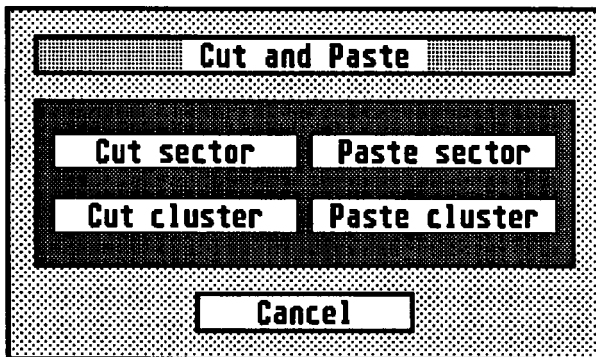 Cut and Paste
Cut sector
Paste sector
Cut cluster
Paste cluster
Cancel